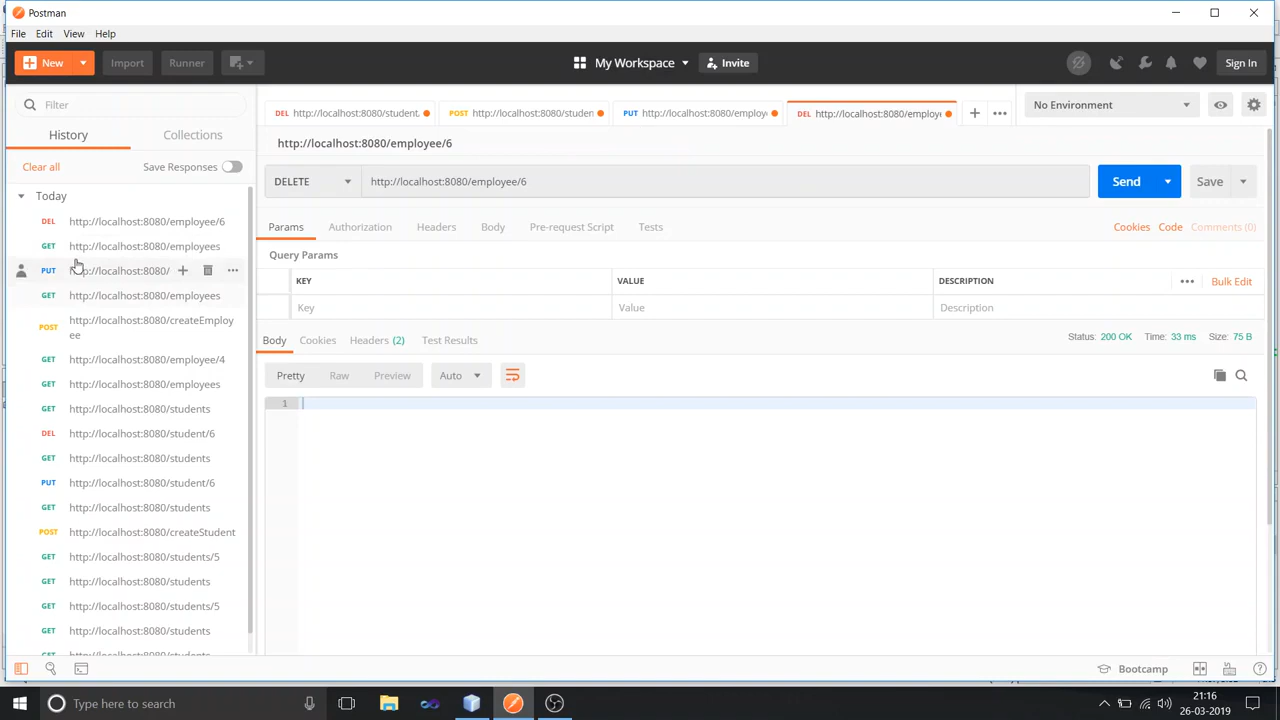 Postman
File Edit View Help
New Import Runner My Workspace Invite Sign In
Filter
History Collections
Clear all Save Responses
Today
DEL http://localhost:8080/employee/6
GET http://localhost:8080/employees
PUT http://localhost:8080/
GET http://localhost:8080/employees
POST http://localhost:8080/createEmploy
ee
GET http://localhost:8080/employee/4
GET http://localhost:8080/employees
GET http://localhost:8080/students
DEL http://localhost:8080/student/6
GET http://localhost:8080/students
PUT http://localhost:8080/student/6
GET http://localhost:8080/students
POST http://localhost:8080/createStudent
GET http://localhost:8080/students/5
GET http://localhost:8080/students
GET http://localhost:8080/students/5
GET http://localhost:8080/students
GET http://localhost:8080/students
DEL http://localhost:8080/student. POST http://localhost:8080/studen PUT http://localhost:8080/employ DEL http://localhost:8080/employ
No Environment
http://localhost:8080/employee/6
DELETE http://localhost:8080/employee/6 Send Save
Params Authorization Headers Body Pre-request Script Tests Cookies Code Comments (0)
Query Params
KEY VALUE DESCRIPTION Bulk Edit
Key Value Description
Body Cookies Headers (2) Test Results Status: 200 OK Time: 33 ms Size: 75 B
Pretty Raw Preview Auto
1
Bootcamp
Type here to search
21:16
26-03-2019